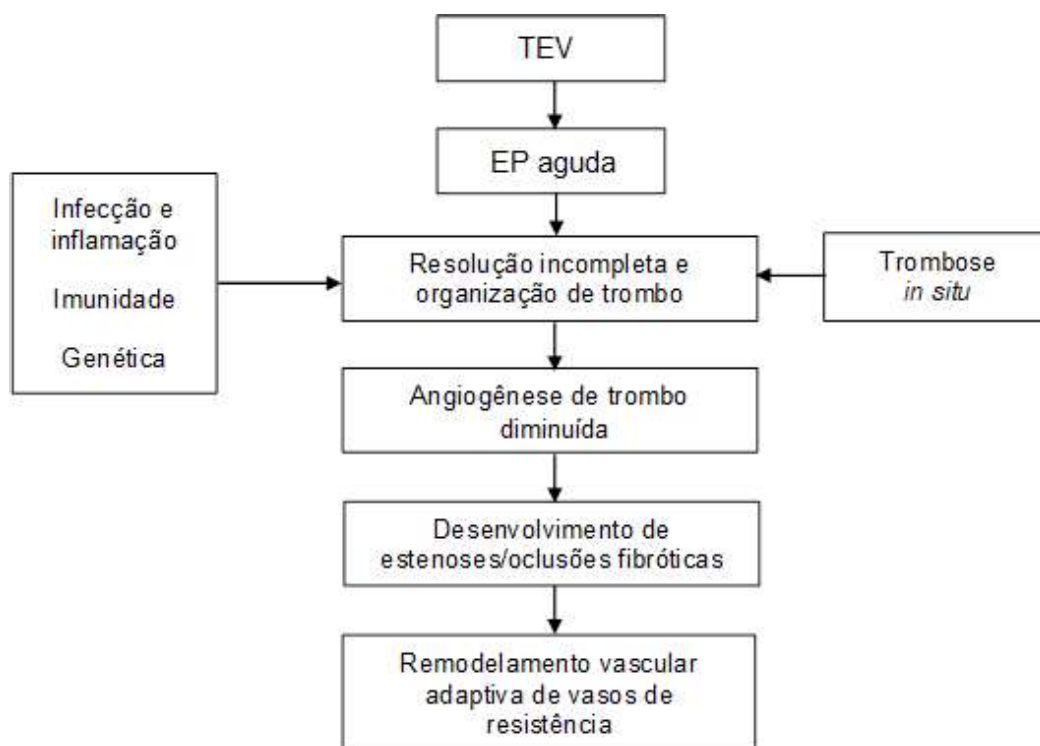 TEV
EP aguda
Infecção e
inflamação
Imunidade
Genética
Resolução incompleta e
organização de trombo
Trombose
in situ
Angiogênese de trombo
diminuída
Desenvolvimento de
estenoses/oclusões fibróticas
Remodelamento vascular
adaptiva de vasos de
resistência